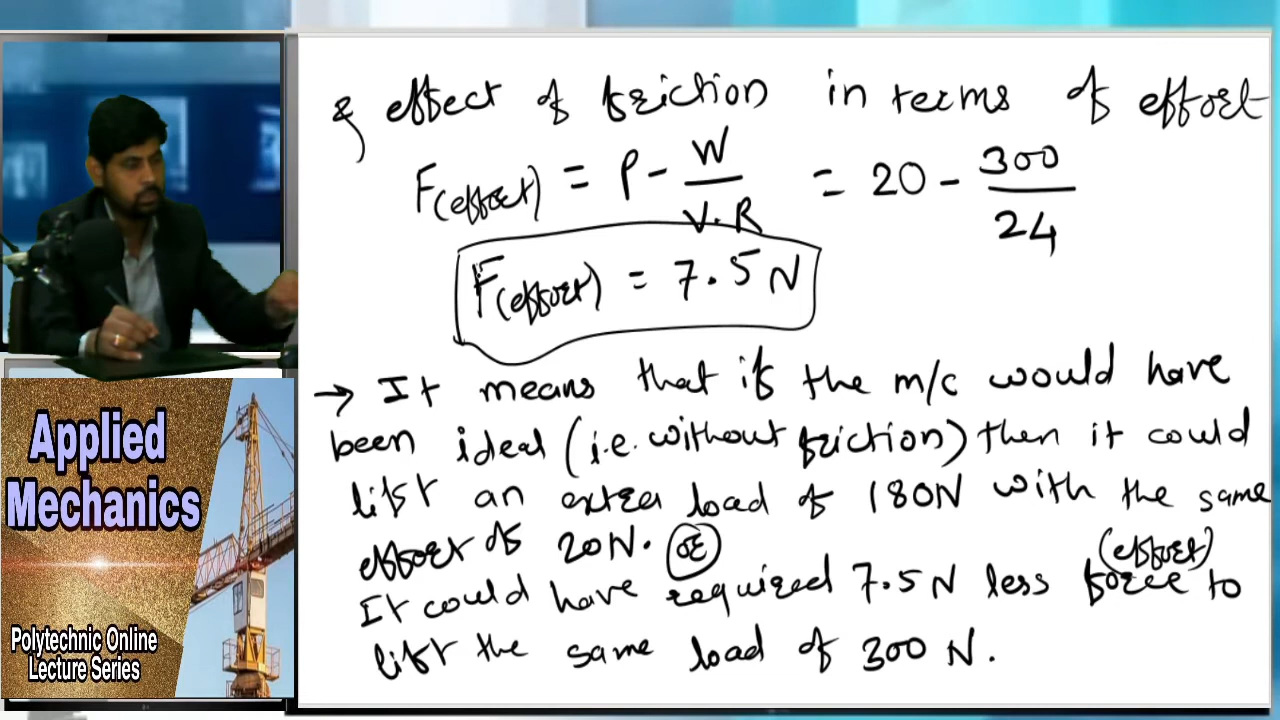 & effect of friction in terms of effort
F(effort) = P - W/V.R = 20 - 300/24
F(effort) = 7.5 N
→ It means that if the m/c would have
been ideal (i.e. without friction) then it could
lift an extra load of 180N with the same
effort of 20N. OR
(effort)
It could have required 7.5 N less force to
lift the same load of 300 N.
Applied
Mechanics
Polytechnic Online
Lecture Series